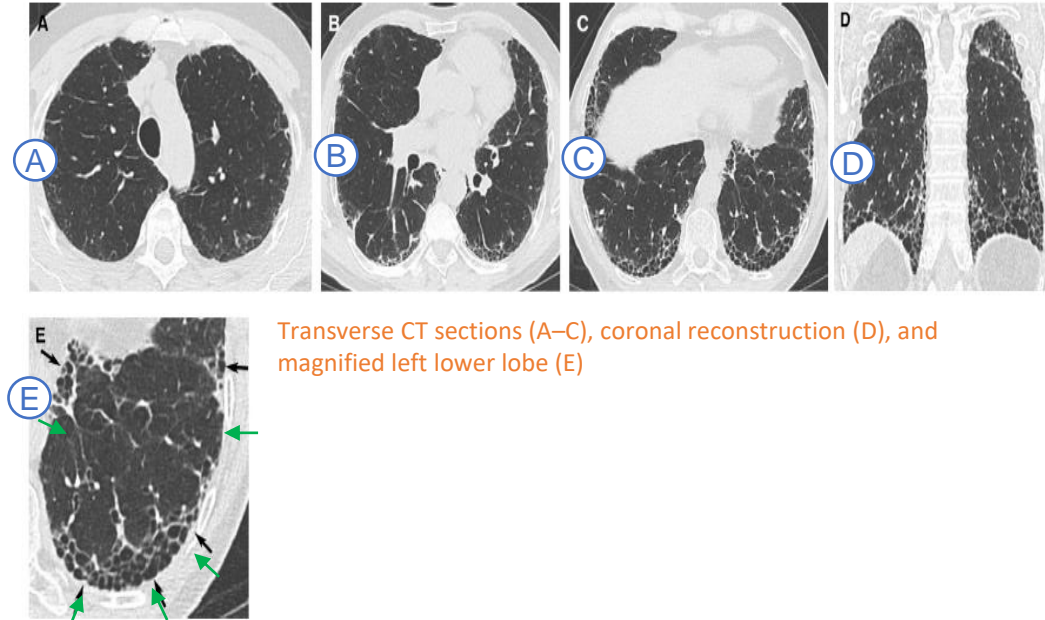 A
B
C
D
A
B
C
D
E
E
Transverse CT sections (A–C), coronal reconstruction (D), and
magnified left lower lobe (E)